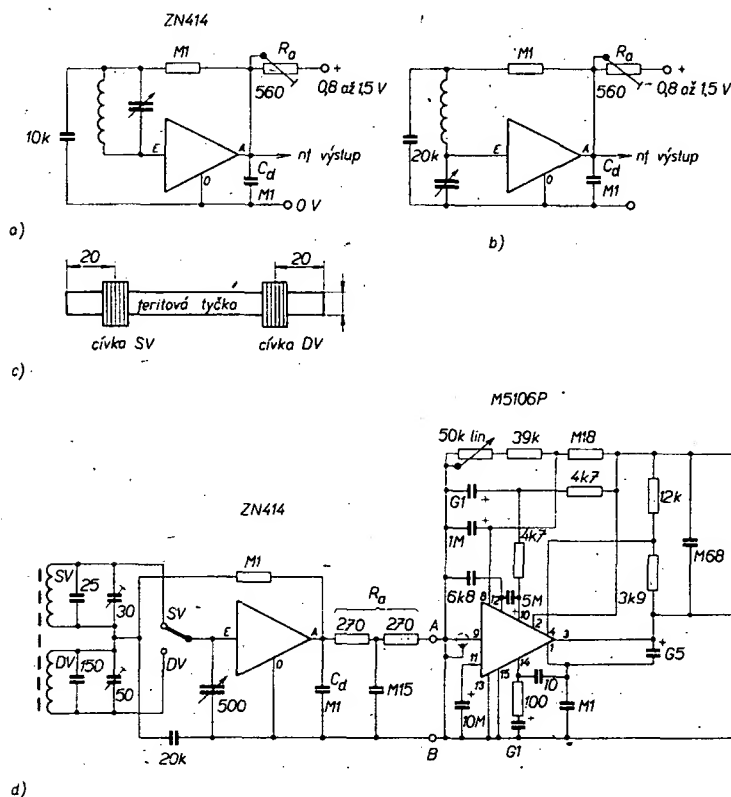 ZN414
M1
Ra
+
560
0,8 až 1,5 V
10k
E
A
0
nf výstup
Cd
M1
0 V
a)
M1
Ra
+
560
0,8 až 1,5 V
20k
E
A
0
nf výstup
Cd
M1
b)
20
20
feritová tyčka
cívka SV
cívka DV
c)
M5106P
50k lin.
39k
M18
G1
+
4k7
12k
1M
+
4k7
M68
6k8
5M
3k9
ZN414
M1
SV
25
30
SV
DV
DV
150
50
E
A
0
Ra
270
270
A
500
Cd
M1
M15
20k
B
8
12
10
2
9
4
3
1
11
14
13
15
+
G5
+
10M
10
100
M1
+
G1
d)